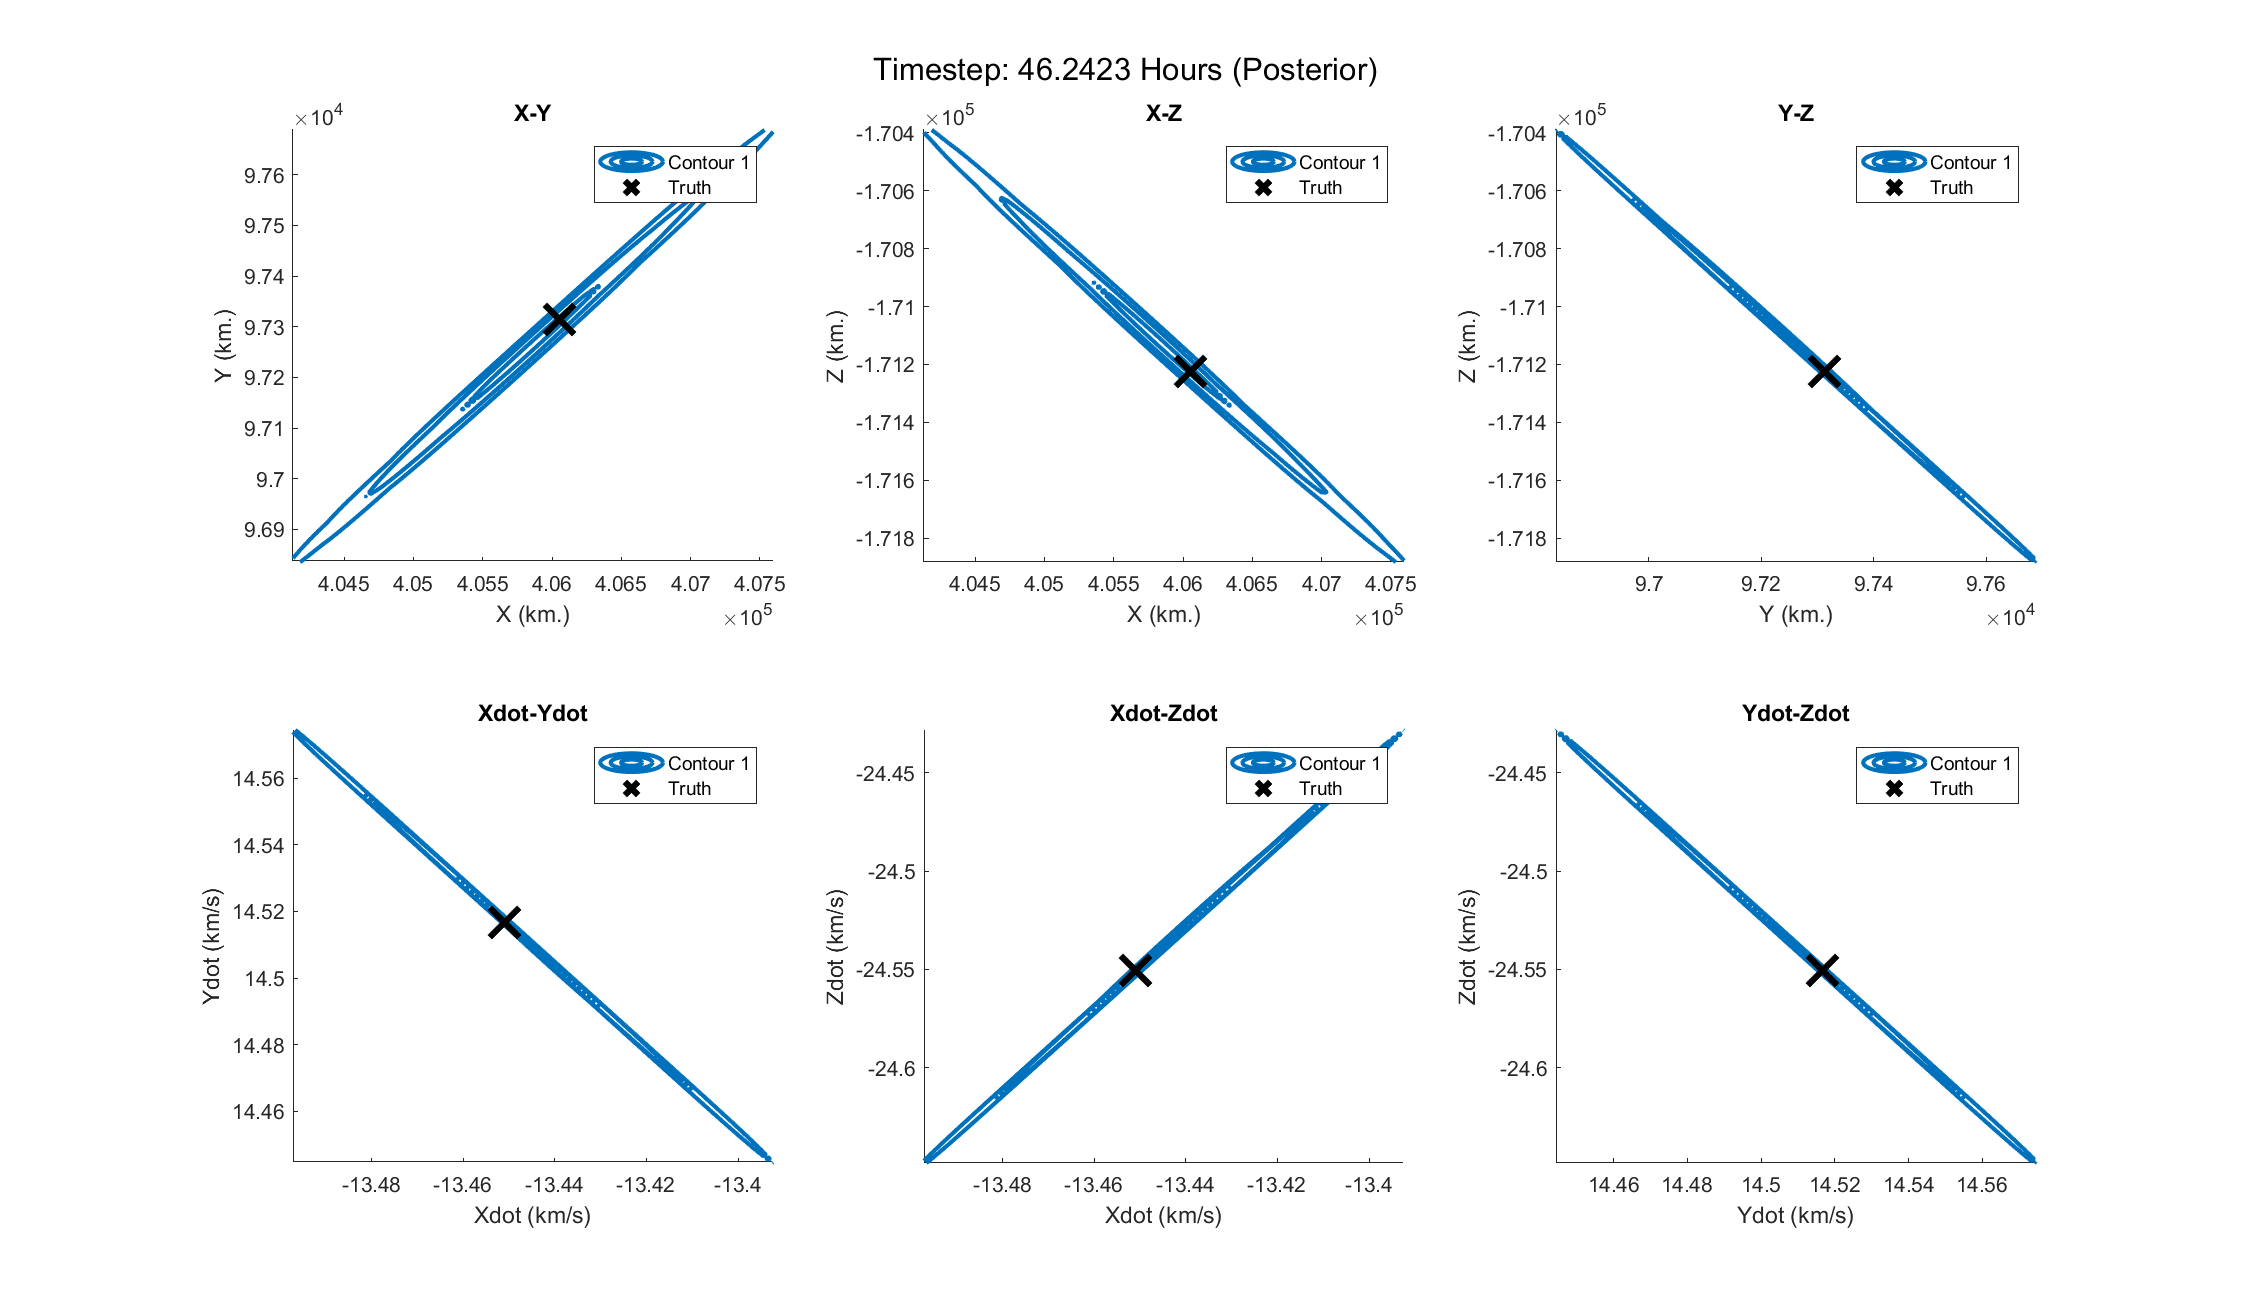 Timestep: 46.2423 Hours (Posterior)
X-Y
×10^4
9.76
9.75
9.74
9.73
9.72
9.71
9.7
9.69
Y (km.)
4.045 4.05 4.055 4.06 4.065 4.07 4.075
X (km.)
×10^5
Contour 1
Truth
X-Z
×10^5
-1.704
-1.706
-1.708
-1.71
-1.712
-1.714
-1.716
-1.718
Z (km.)
4.045 4.05 4.055 4.06 4.065 4.07 4.075
X (km.)
×10^5
Contour 1
Truth
Y-Z
×10^5
-1.704
-1.706
-1.708
-1.71
-1.712
-1.714
-1.716
-1.718
Z (km.)
9.7 9.72 9.74 9.76
Y (km.)
×10^4
Contour 1
Truth
Xdot-Ydot
14.56
14.54
14.52
14.5
14.48
14.46
Ydot (km/s)
-13.48 -13.46 -13.44 -13.42 -13.4
Xdot (km/s)
Contour 1
Truth
Xdot-Zdot
-24.45
-24.5
-24.55
-24.6
Zdot (km/s)
-13.48 -13.46 -13.44 -13.42 -13.4
Xdot (km/s)
Contour 1
Truth
Ydot-Zdot
-24.45
-24.5
-24.55
-24.6
Zdot (km/s)
14.46 14.48 14.5 14.52 14.54 14.56
Ydot (km/s)
Contour 1
Truth